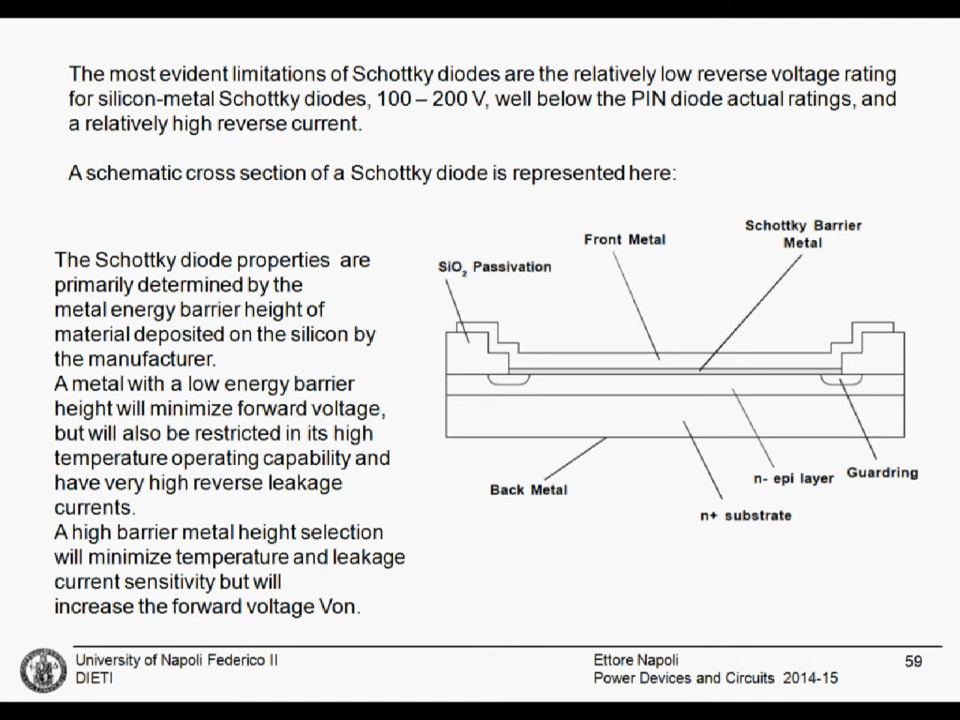 The most evident limitations of Schottky diodes are the relatively low reverse voltage rating
for silicon-metal Schottky diodes, 100 – 200 V, well below the PIN diode actual ratings, and
a relatively high reverse current.
A schematic cross section of a Schottky diode is represented here:
The Schottky diode properties are
primarily determined by the
metal energy barrier height of
material deposited on the silicon by
the manufacturer.
A metal with a low energy barrier
height will minimize forward voltage,
but will also be restricted in its high
temperature operating capability and
have very high reverse leakage
currents.
A high barrier metal height selection
will minimize temperature and leakage
current sensitivity but will
increase the forward voltage Von.
Schottky Barrier
Metal
Front Metal
SiO₂ Passivation
Guardring
n- epi layer
Back Metal
n+ substrate
University of Napoli Federico II
DIETI
Ettore Napoli
Power Devices and Circuits 2014-15
59